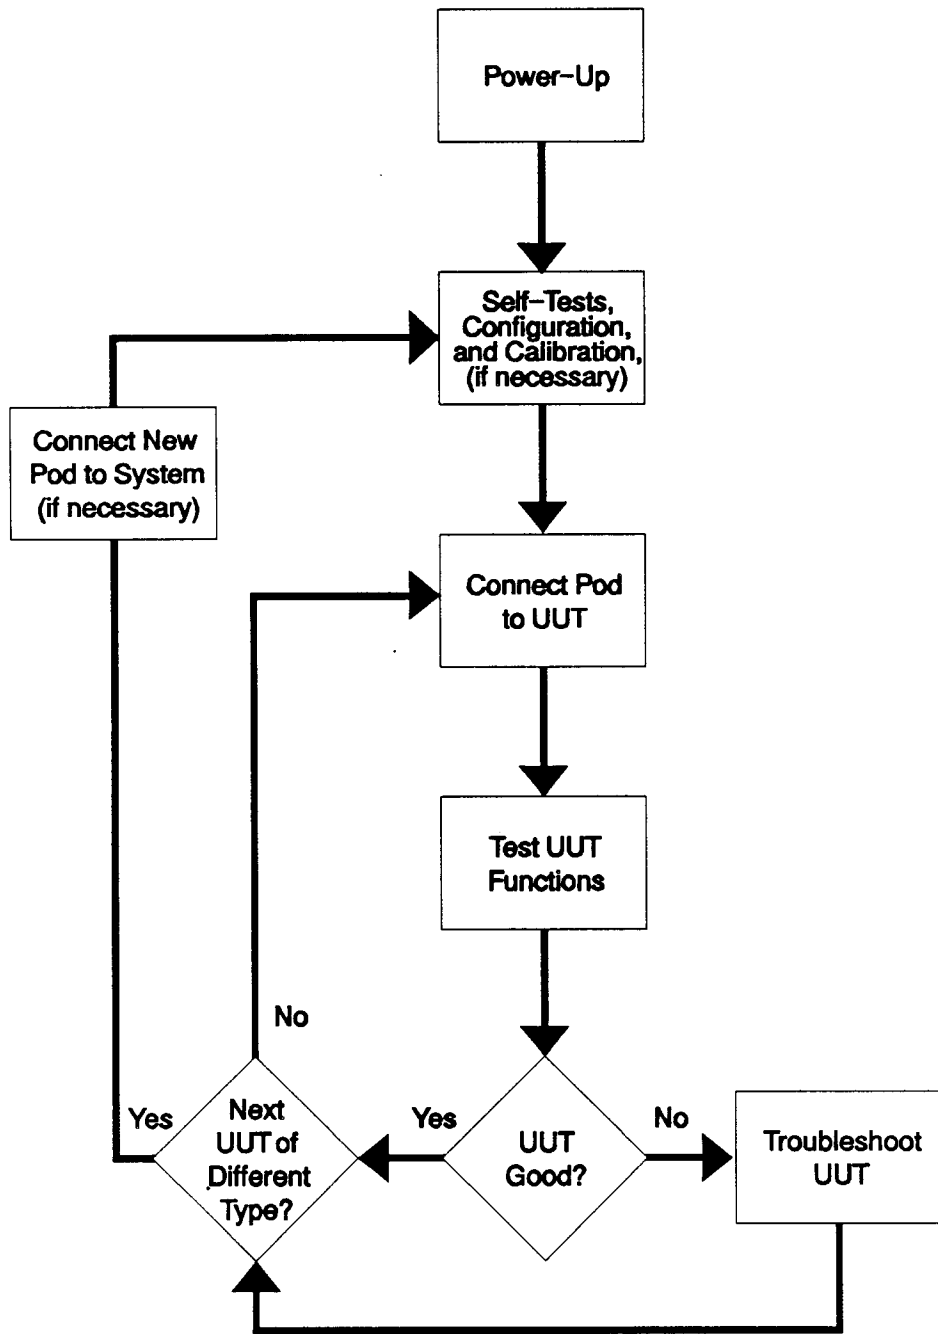 Power-Up
Self-Tests,
Configuration,
and Calibration,
(if necessary)
Connect New
Pod to System
(if necessary)
Connect Pod
to UUT
Test UUT
Functions
No
Yes
Next
UUT of
Different
Type?
Yes
UUT
Good?
No
Troubleshoot
UUT